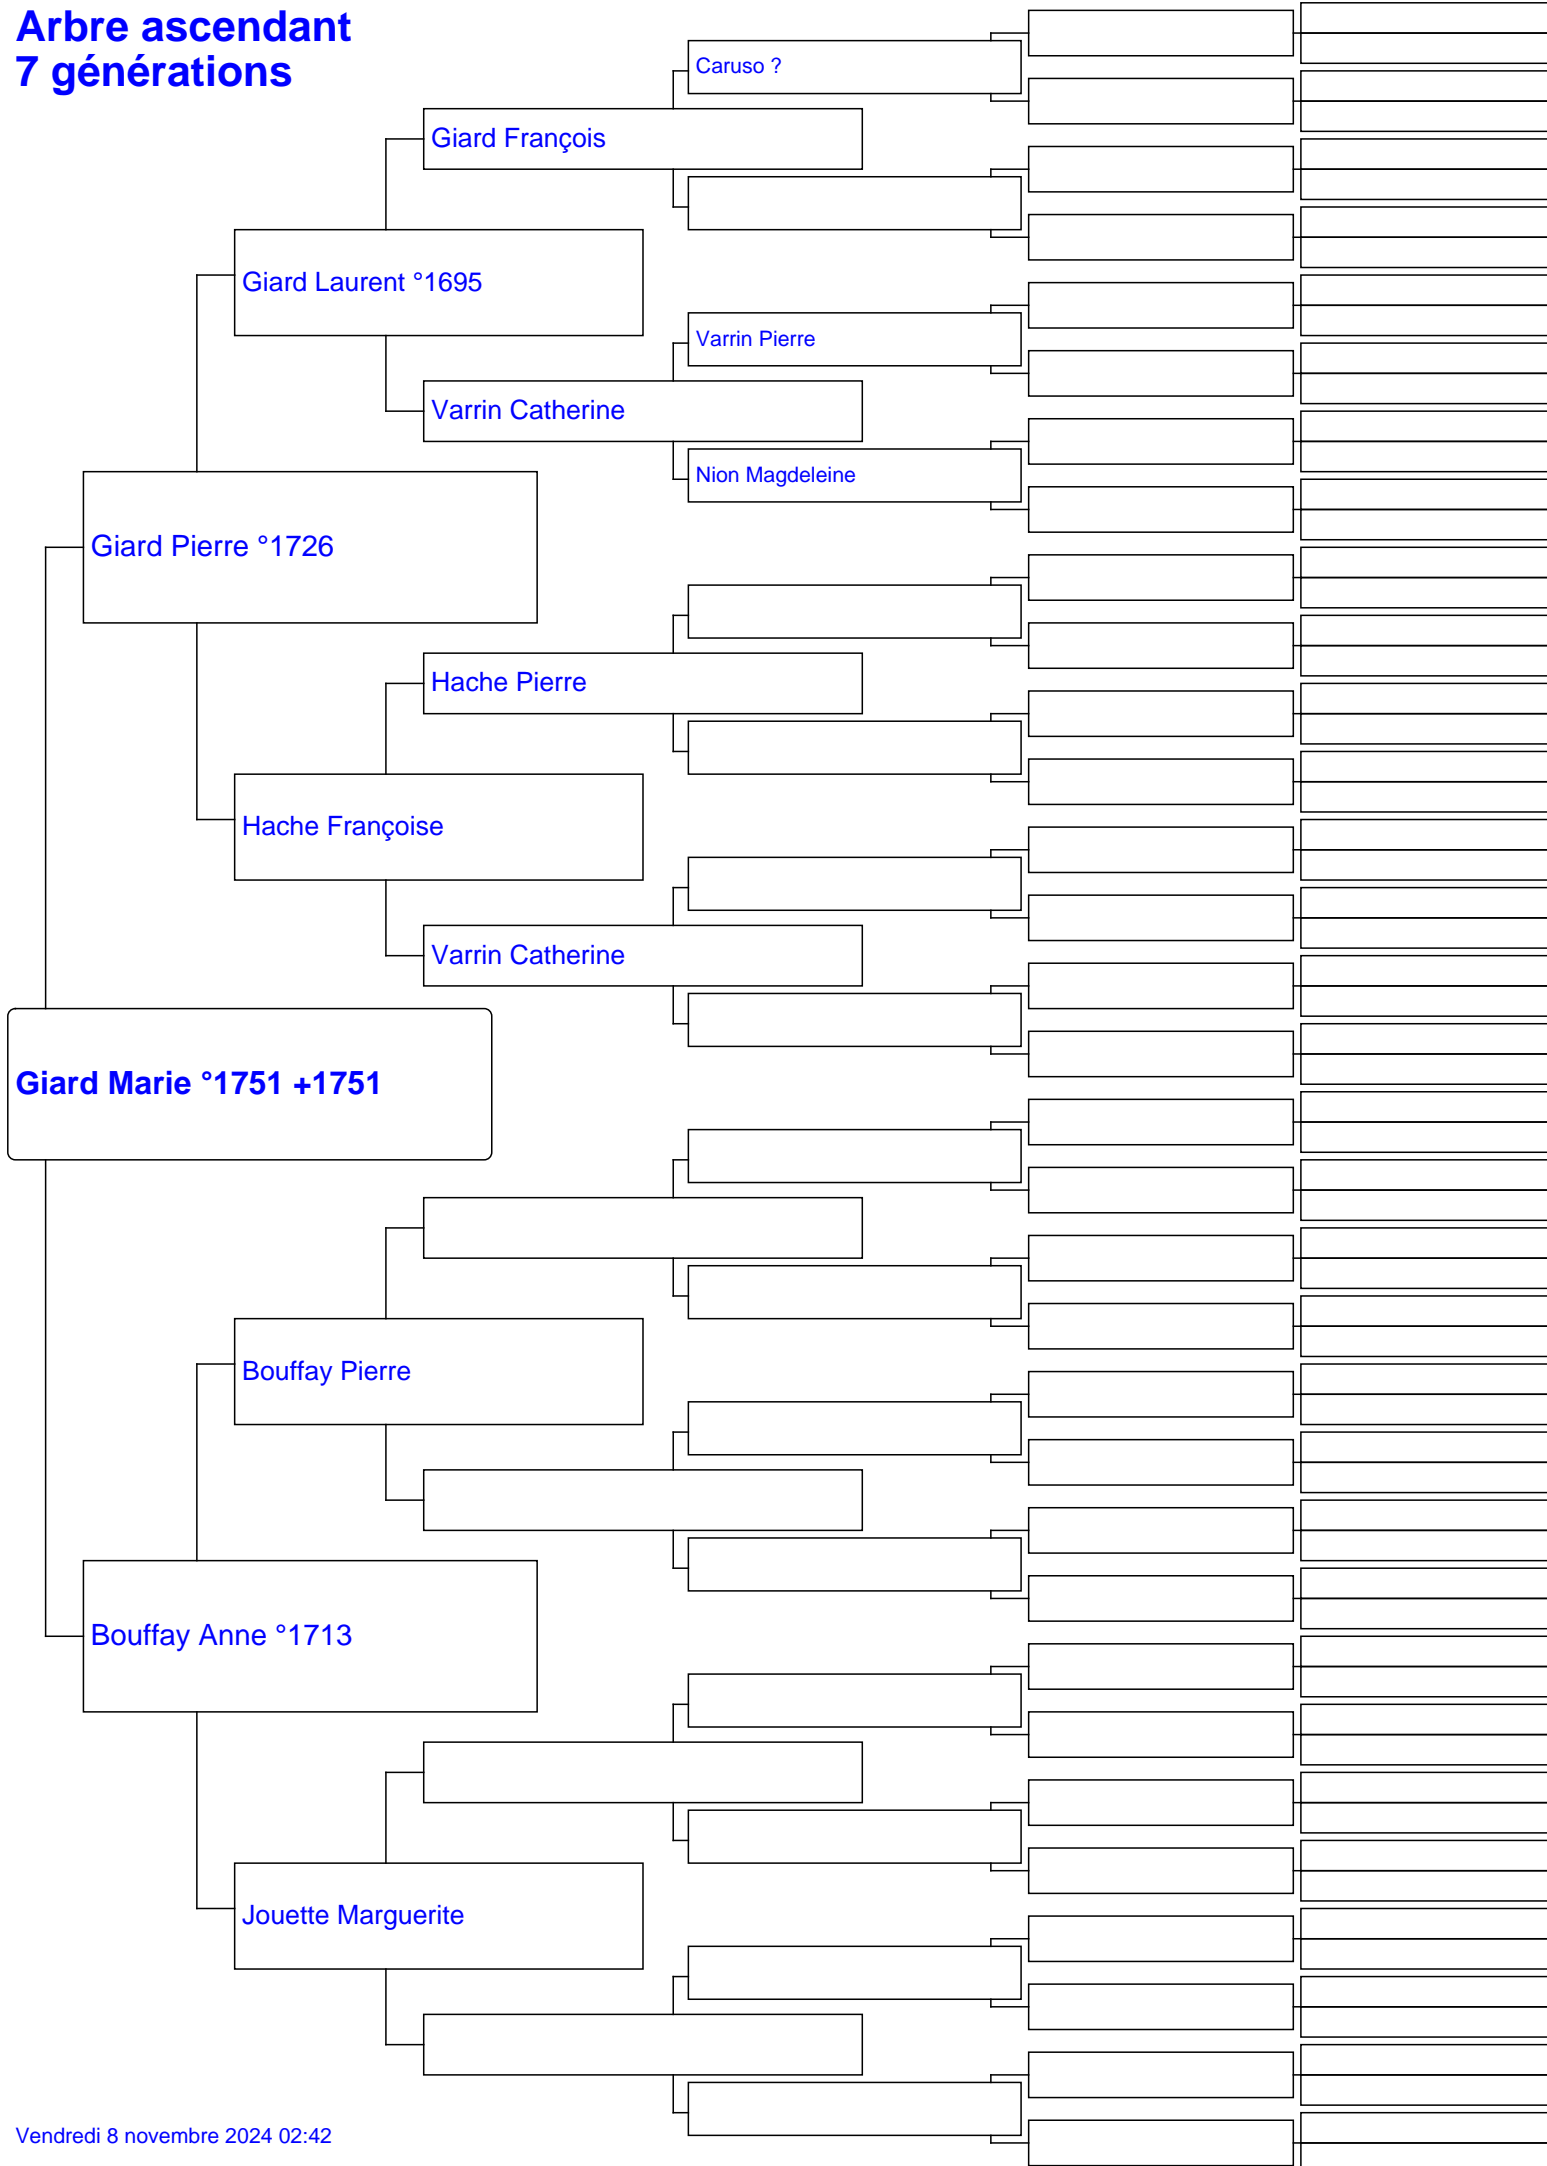 Arbre ascendant
7 générations
Caruso ?
Giard François
Giard Laurent °1695
Varrin Pierre
Varrin Catherine
Nion Magdeleine
Giard Pierre °1726
Hache Pierre
Hache Françoise
Varrin Catherine
Giard Marie °1751 +1751
Bouffay Pierre
Bouffay Anne °1713
Jouette Marguerite
Vendredi 8 novembre 2024 02:42